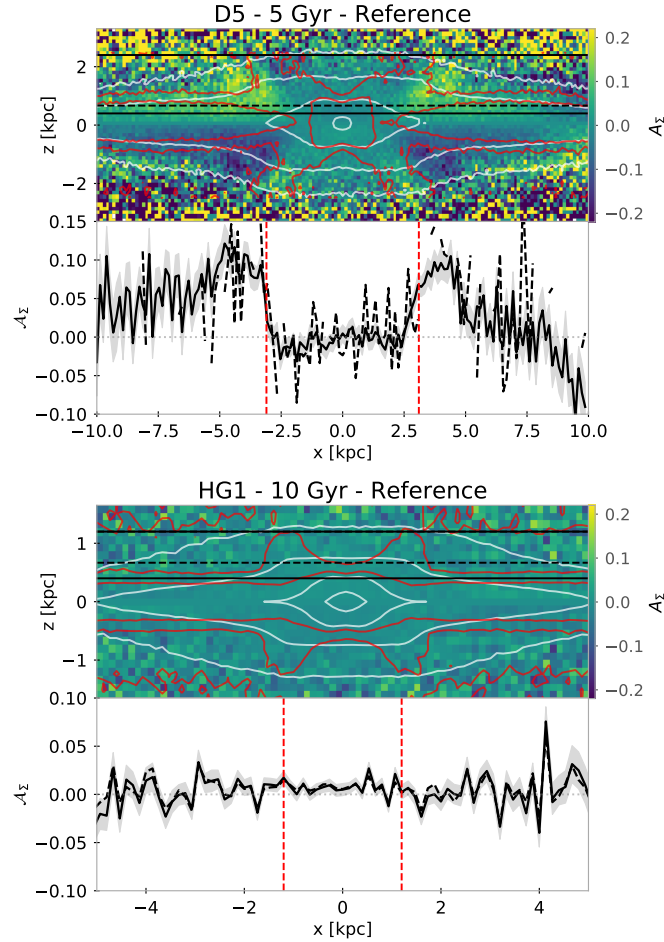 D5 - 5 Gyr - Reference
2
0
−2
z [kpc]
0.2
0.1
0.0
−0.1
−0.2
A_Σ
0.15
0.10
0.05
0.00
−0.05
−0.10
𝒜_Σ
−10.0 −7.5 −5.0 −2.5 0.0 2.5 5.0 7.5 10.0
x [kpc]
HG1 - 10 Gyr - Reference
1
0
−1
z [kpc]
0.2
0.1
0.0
−0.1
−0.2
A_Σ
0.10
0.05
0.00
−0.05
−0.10
𝒜_Σ
−4 −2 0 2 4
x [kpc]